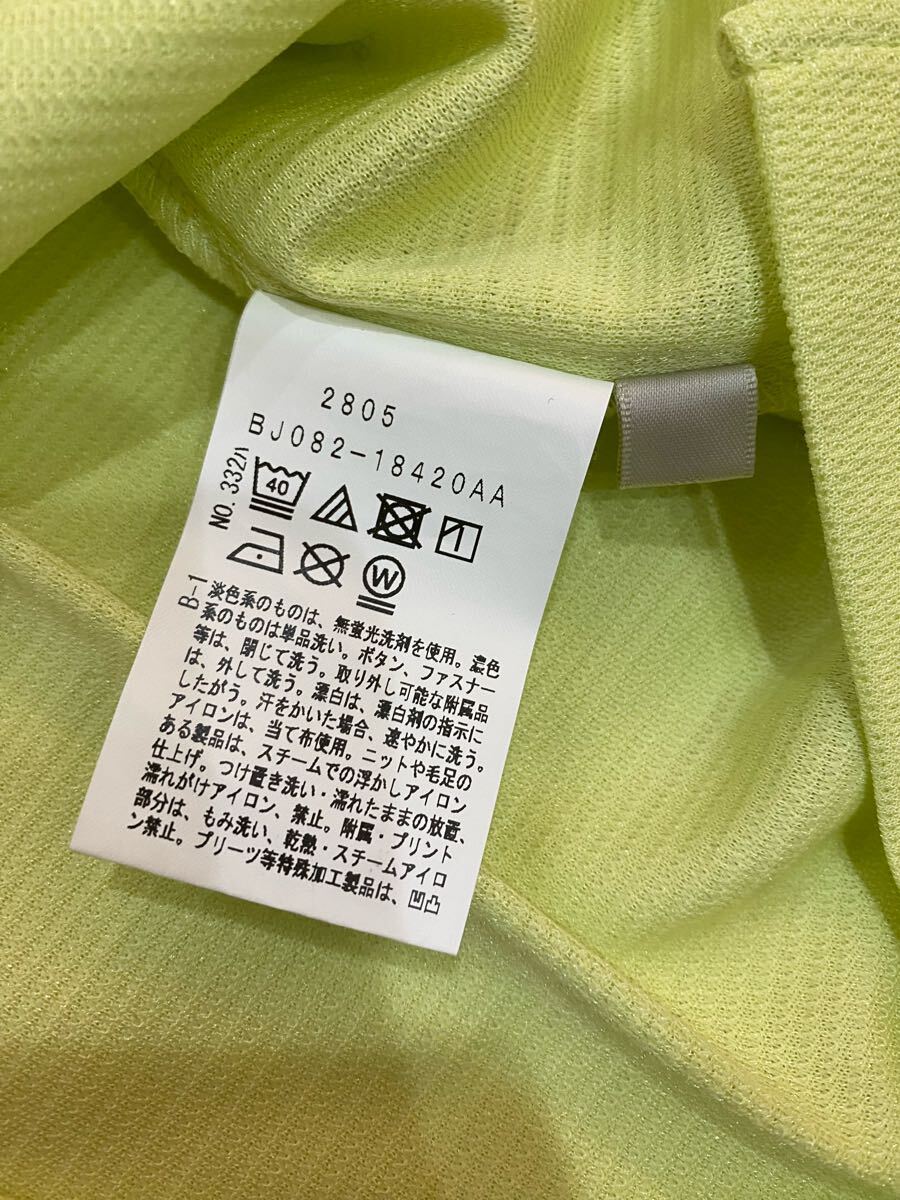 2805
BJ082-18420AA
NO. 332ハ
40
W
B-1
淡色系のものは、無蛍光洗剤を使用。濃色
系のものは単品洗い。ボタン、ファスナー
等は、閉じて洗う。取り外し可能な附属品
は、外して洗う。漂白は、漂白剤の指示に
したがう。汗をかいた場合、速やかに洗う。
アイロンは、当て布使用。ニットや毛足の
ある製品は、スチームでの浮かしアイロン
仕上げ。つけ置き洗い・濡れたままの放置、
濡れがけアイロン、禁止。附属・プリント
部分は、もみ洗い、乾熱・スチームアイロ
ン禁止。プリーツ等特殊加工製品は、凹凸